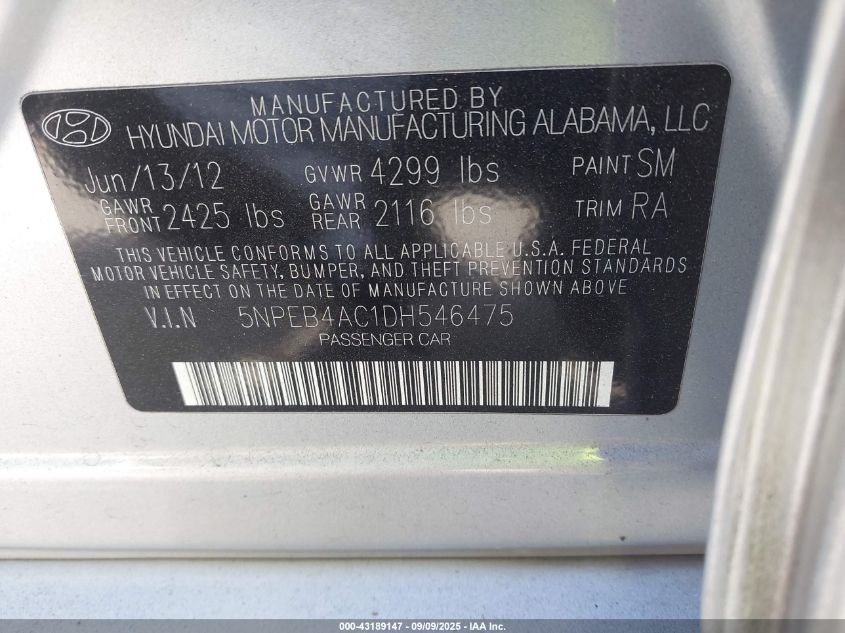 MANUFACTURED BY
HYUNDAI MOTOR MANUFACTURING ALABAMA, LLC
Jun/13/12 GVWR 4299 lbs PAINT SM
GAWR FRONT 2425 lbs GAWR REAR 2116 lbs TRIM RA
THIS VEHICLE CONFORMS TO ALL APPLICABLE U.S.A. FEDERAL
MOTOR VEHICLE SAFETY, BUMPER, AND THEFT PREVENTION STANDARDS
IN EFFECT ON THE DATE OF MANUFACTURE SHOWN ABOVE
V.I.N 5NPEB4AC1DH546475
PASSENGER CAR
000-43189147 - 09/09/2025 - IAA Inc.